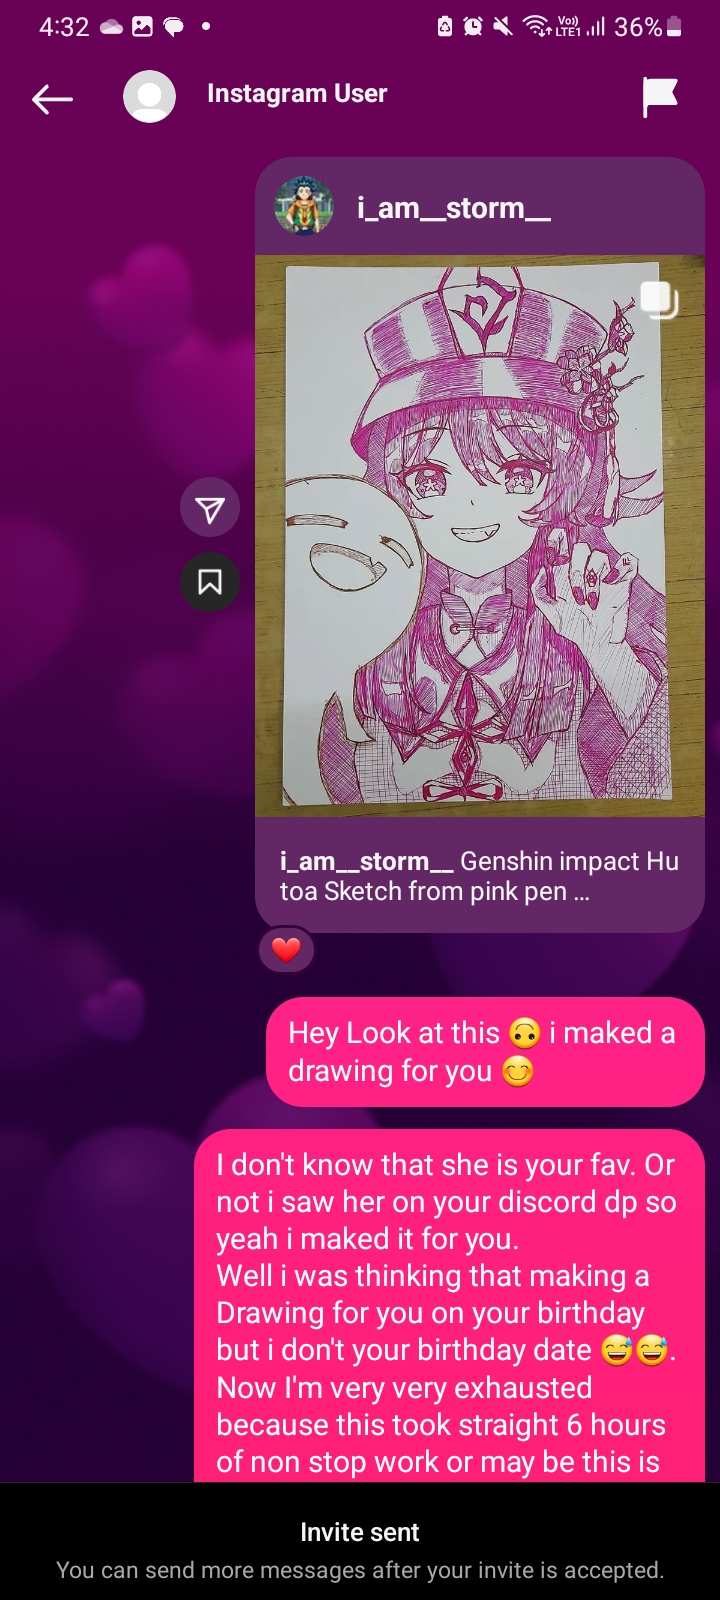 4:32
Vo))
LTE1
36%
Instagram User
i_am__storm__
i_am__storm__ Genshin impact Hu
toa Sketch from pink pen ...
Hey Look at this 🙃 i maked a
drawing for you 😊
I don't know that she is your fav. Or
not i saw her on your discord dp so
yeah i maked it for you.
Well i was thinking that making a
Drawing for you on your birthday
but i don't your birthday date 😅😅.
Now I'm very very exhausted
because this took straight 6 hours
of non stop work or may be this is
Invite sent
You can send more messages after your invite is accepted.